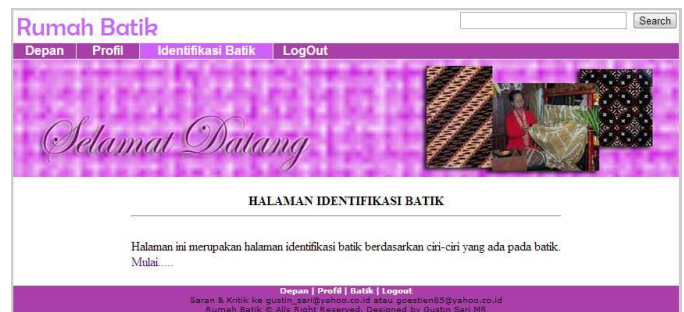 Rumah Batik
Search
Depan Profil Identifikasi Batik LogOut
Selamat Datang
HALAMAN IDENTIFIKASI BATIK
Halaman ini merupakan halaman identifikasi batik berdasarkan ciri-ciri yang ada pada batik.
Mulai.....
Depan | Profil | Batik | Logout
Saran & Kritik ke gustin_sari@yahoo.co.id atau goestien85@yahoo.co.id
Rumah Batik © Alls Right Reserved. Designed by Gustin Sari MR